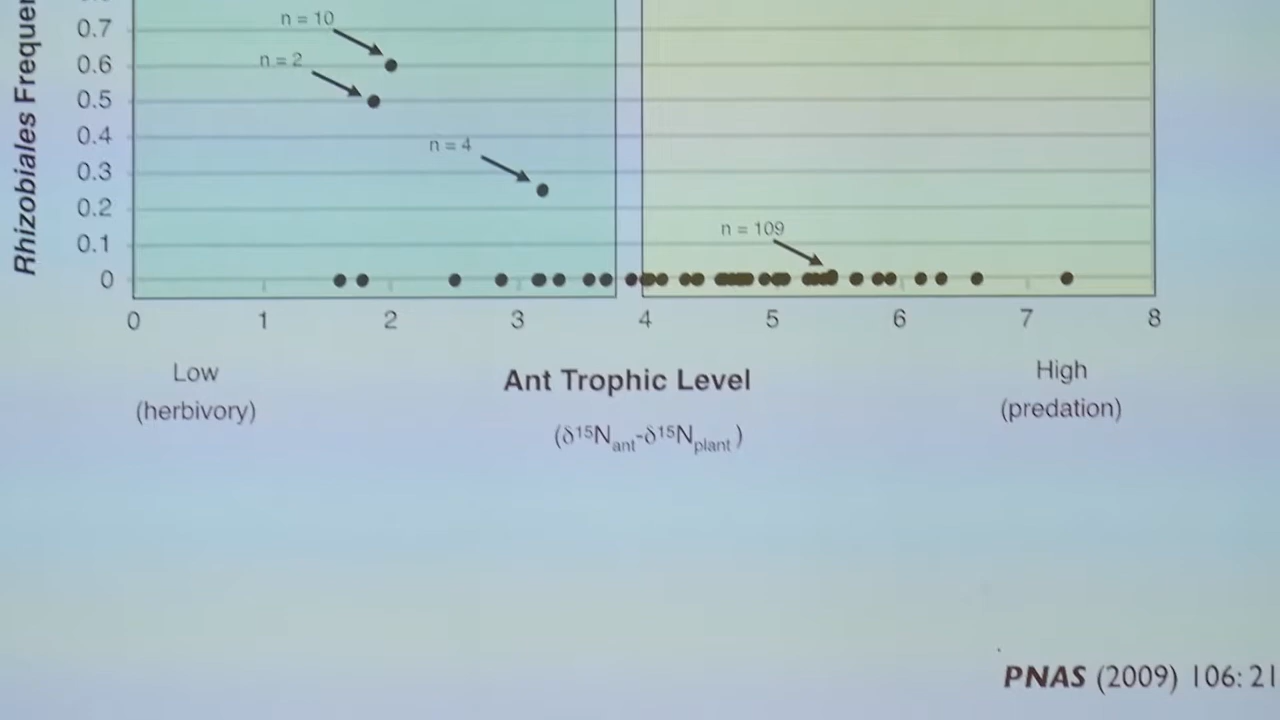 n = 10
0.7
n = 2
0.6
0.5
n = 4
0.4
0.3
0.2
n = 109
0.1
0
0 1 2 3 4 5 6 7 8
Rhizobiales
Low
(herbivory)
Ant Trophic Level
(δ¹⁵Nant-δ¹⁵Nplant)
High
(predation)
PNAS (2009) 106: 21